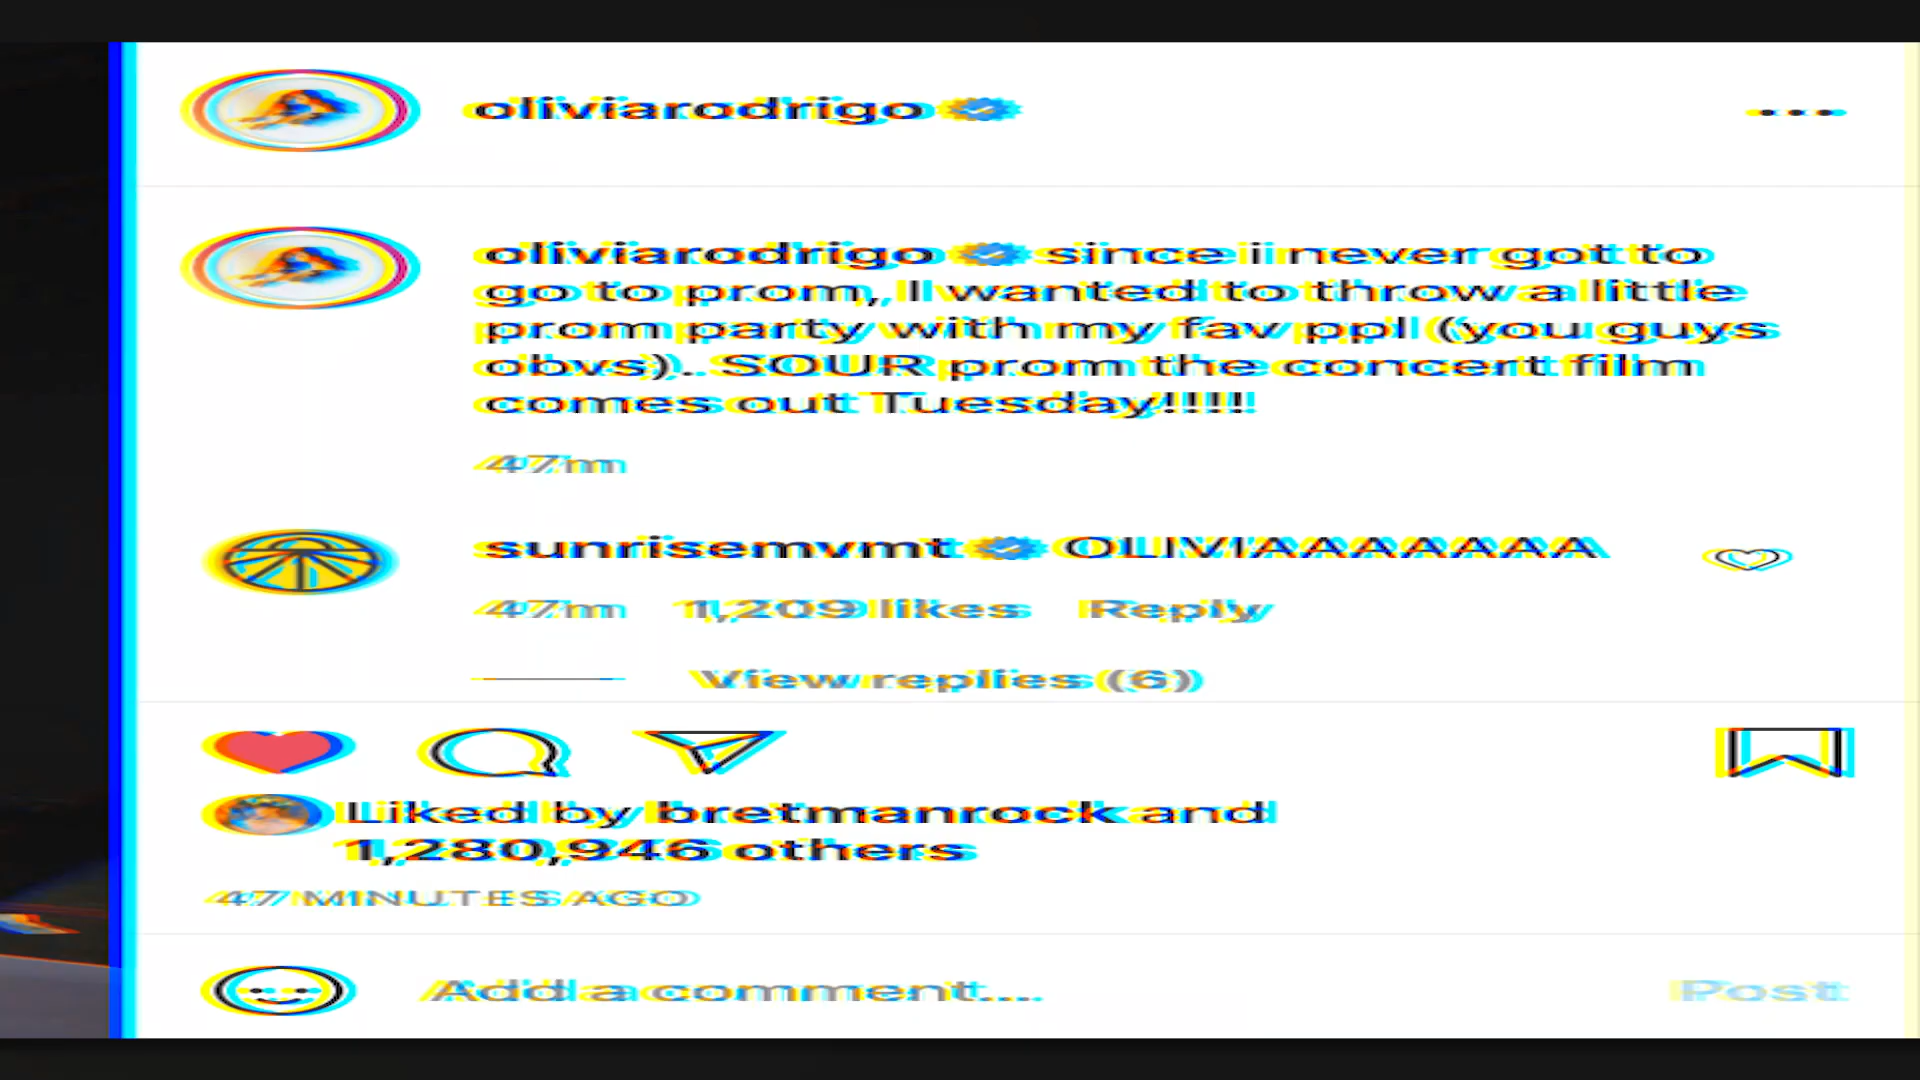 oliviarodrigo
oliviarodrigo since i never got to
go to prom, I wanted to throw a little
prom party with my fav ppl (you guys
obvs).. SOUR prom the concert film
comes out Tuesday!!!!
47m
sunrisemvmt OLIVIAAAAAAAA
47m 1,209 likes Reply
View replies (6)
Liked by bretmanrock and
1,280,946 others
47 MINUTES AGO
Add a comment...
Post